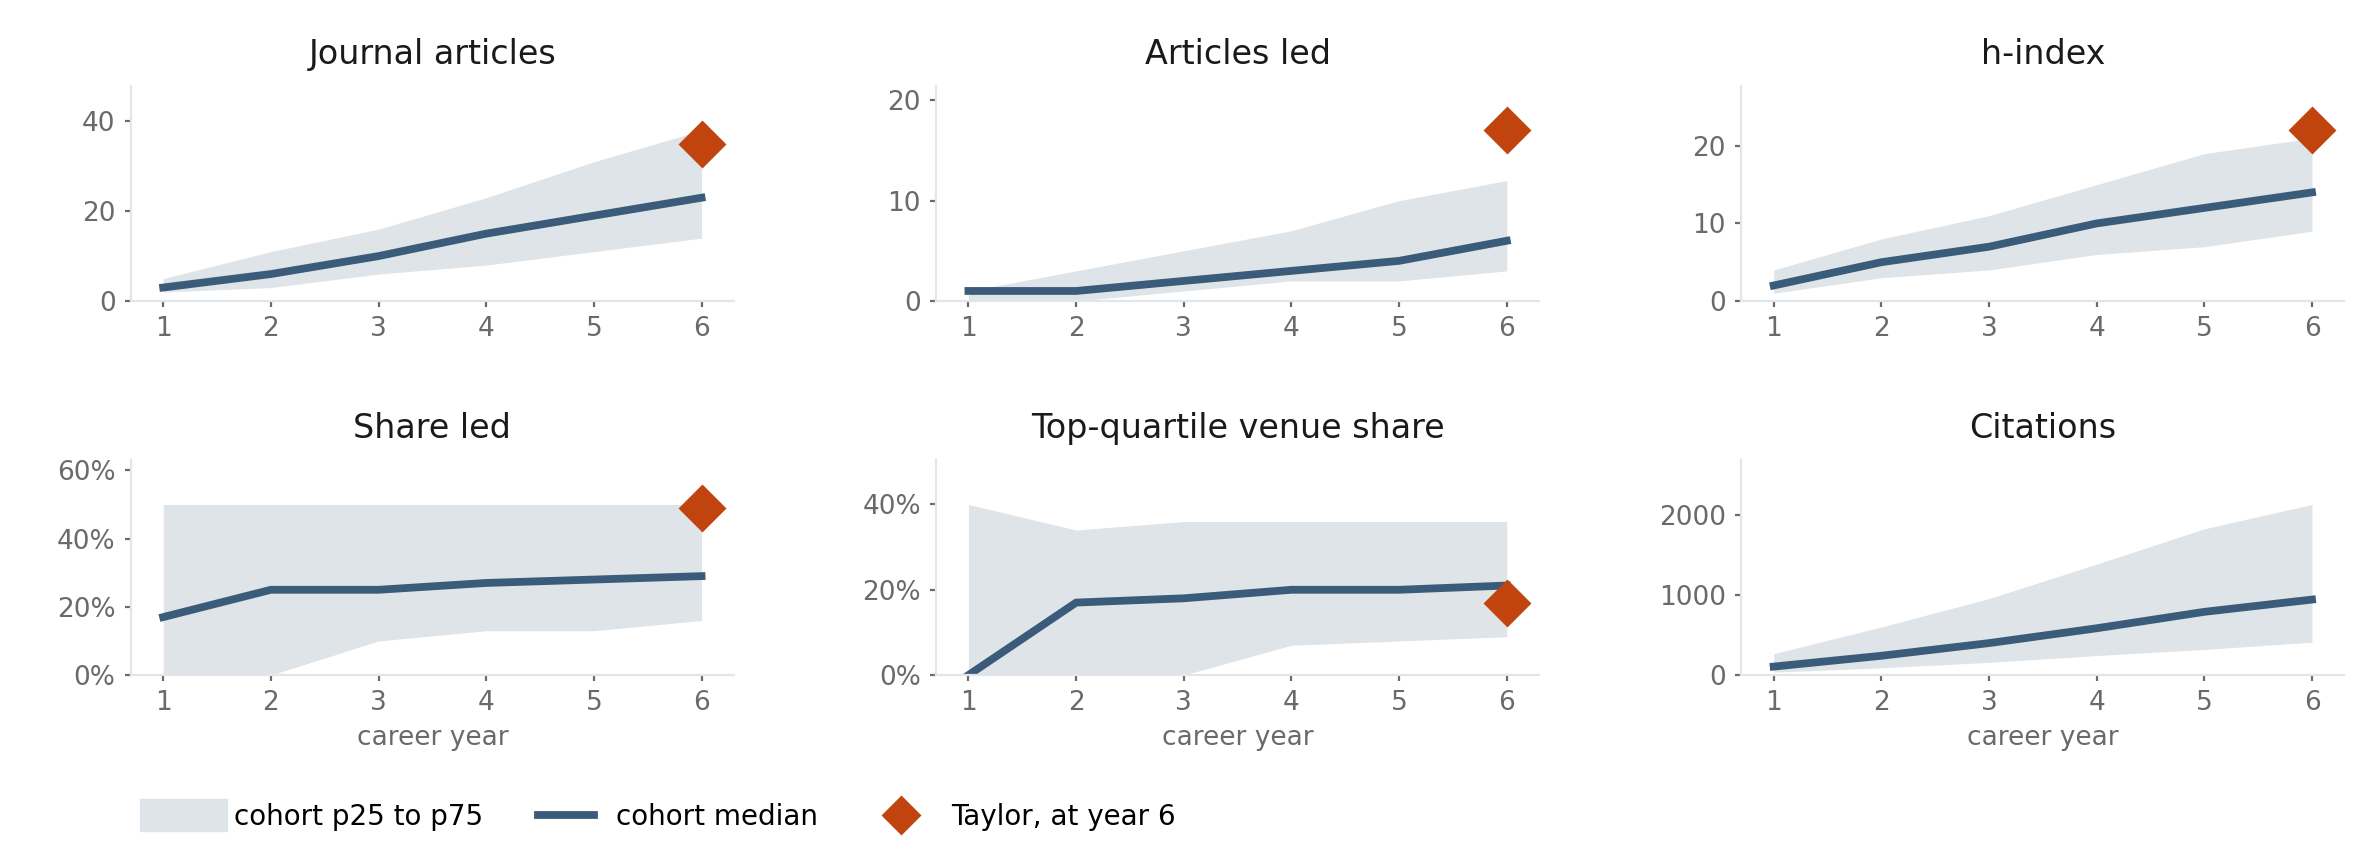 Journal articles
40
20
0
1 2 3 4 5 6
Articles led
20
10
0
1 2 3 4 5 6
h-index
20
10
0
1 2 3 4 5 6
Share led
60%
40%
20%
0%
1 2 3 4 5 6
career year
Top-quartile venue share
40%
20%
0%
1 2 3 4 5 6
career year
Citations
2000
1000
0
1 2 3 4 5 6
career year
cohort p25 to p75 cohort median Taylor, at year 6